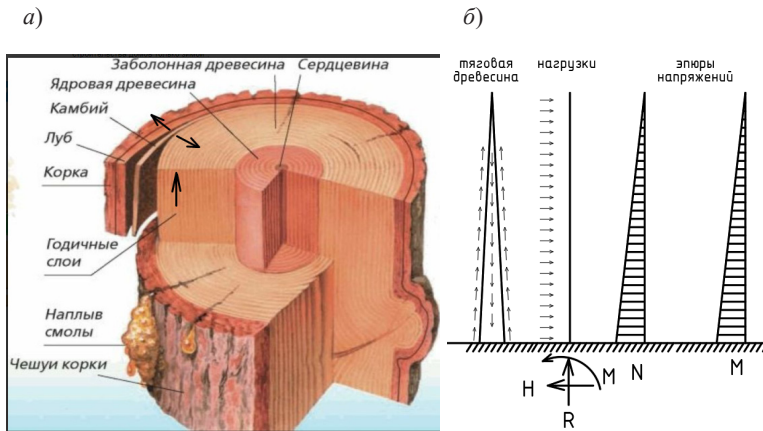 а)
Заболонная древесина
Сердцевина
Ядровая древесина
Камбий
Луб
Корка
Годичные
слои
Наплыв
смолы
Чешуи корки
б)
тяговая
древесина
нагрузки
эпюры
напряжений
H
R
M
N
M